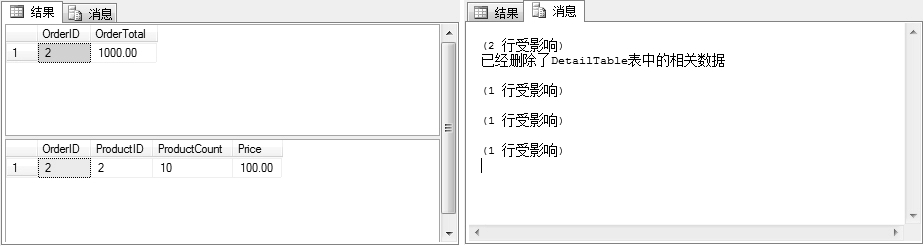 结果 消息
OrderID OrderTotal
1 2 1000.00
OrderID ProductID ProductCount Price
1 2 2 10 100.00
结果 消息
(2 行受影响)
已经删除了DetailTable表中的相关数据
(1 行受影响)
(1 行受影响)
(1 行受影响)